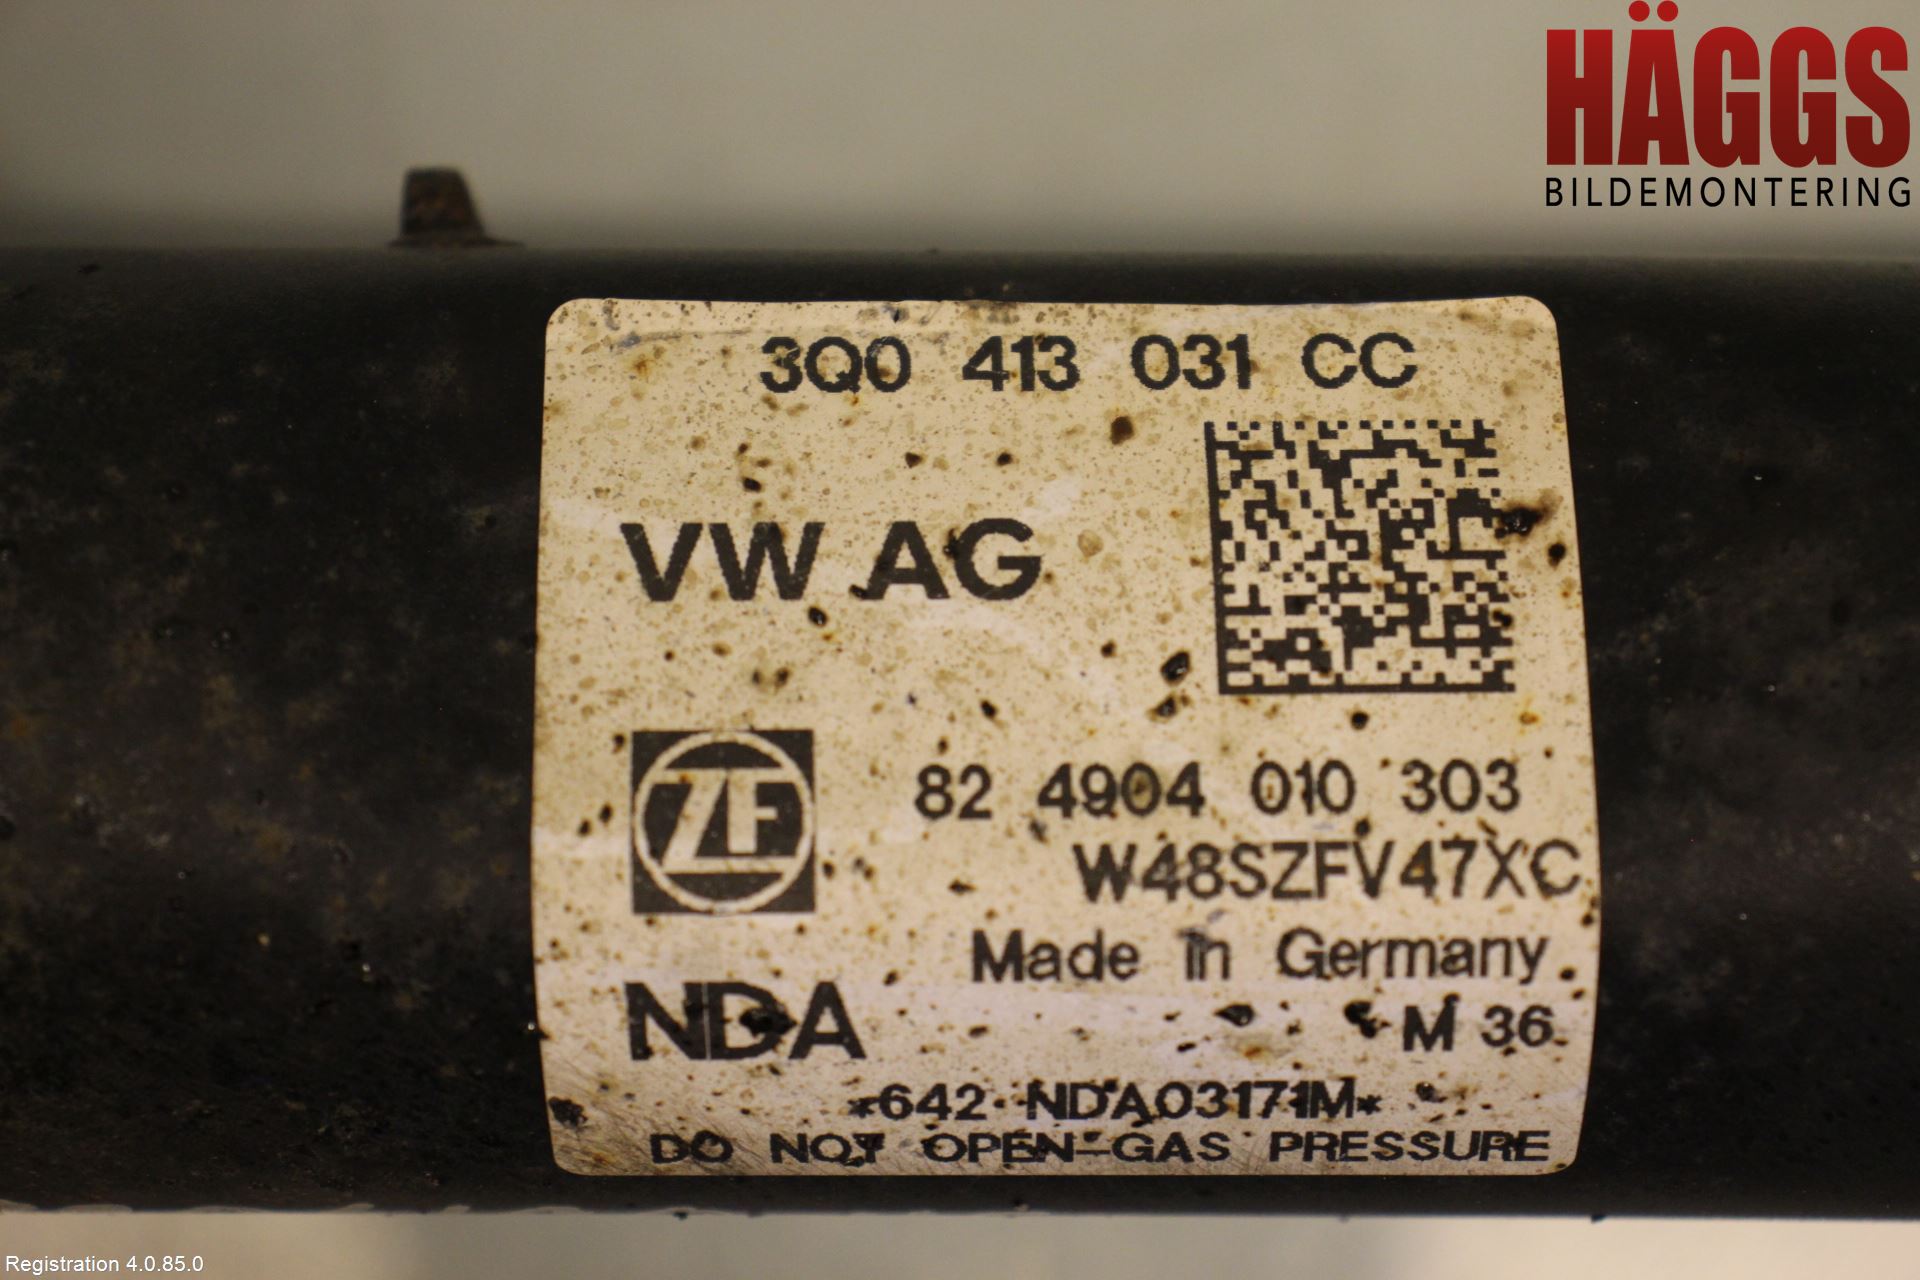 HÄGGS
BILDEMONTERING
3Q0 413 031 CC
VW AG
ZF
82 4904 010 303
W48SZFV47XC
Made in Germany
NDA
M 36
*642 NDA03171M*
DO NOT OPEN-GAS PRESSURE
Registration 4.0.85.0